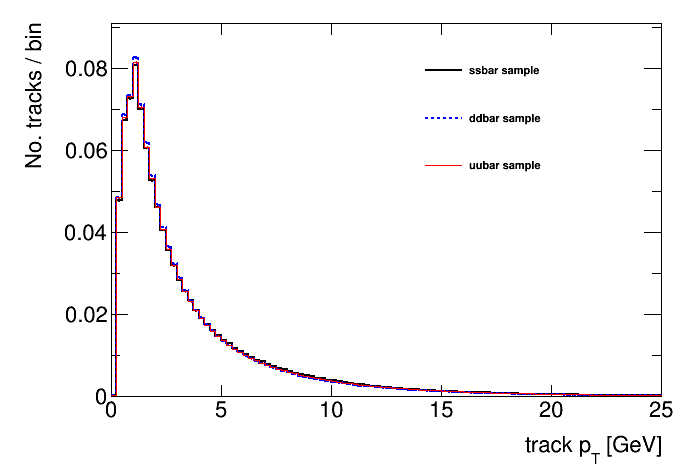 No. tracks / bin
0.08
0.06
0.04
0.02
0
ssbar sample
ddbar sample
uubar sample
0 5 10 15 20 25
track p_T [GeV]